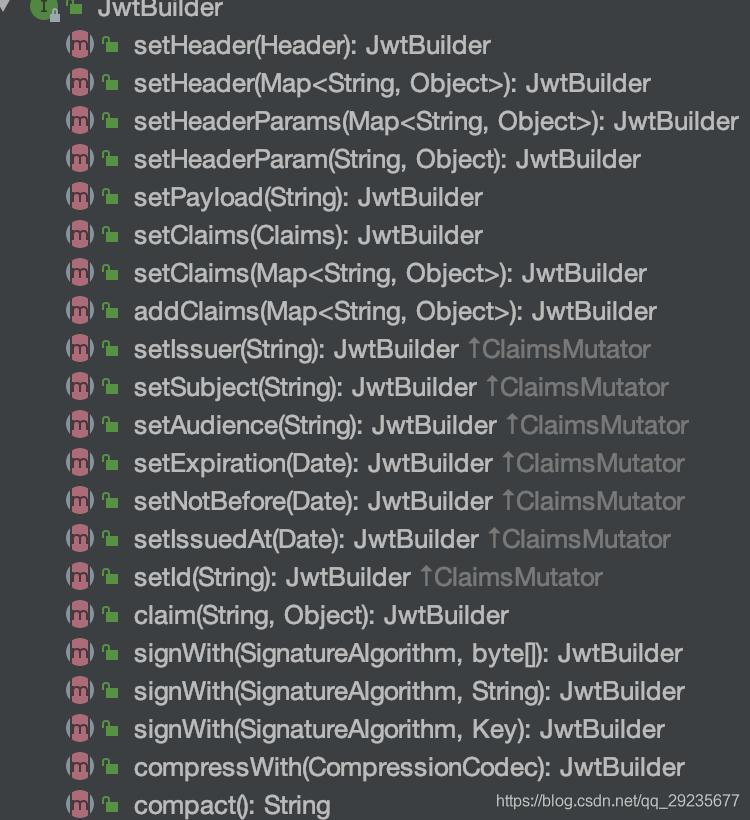 JwtBuilder
setHeader(Header): JwtBuilder
setHeader(Map<String, Object>): JwtBuilder
setHeaderParams(Map<String, Object>): JwtBuilder
setHeaderParam(String, Object): JwtBuilder
setPayload(String): JwtBuilder
setClaims(Claims): JwtBuilder
setClaims(Map<String, Object>): JwtBuilder
addClaims(Map<String, Object>): JwtBuilder
setIssuer(String): JwtBuilder ↑ClaimsMutator
setSubject(String): JwtBuilder ↑ClaimsMutator
setAudience(String): JwtBuilder ↑ClaimsMutator
setExpiration(Date): JwtBuilder ↑ClaimsMutator
setNotBefore(Date): JwtBuilder ↑ClaimsMutator
setIssuedAt(Date): JwtBuilder ↑ClaimsMutator
setId(String): JwtBuilder ↑ClaimsMutator
claim(String, Object): JwtBuilder
signWith(SignatureAlgorithm, byte[]): JwtBuilder
signWith(SignatureAlgorithm, String): JwtBuilder
signWith(SignatureAlgorithm, Key): JwtBuilder
compressWith(CompressionCodec): JwtBuilder
compact(): String
https://blog.csdn.net/qq_29235677